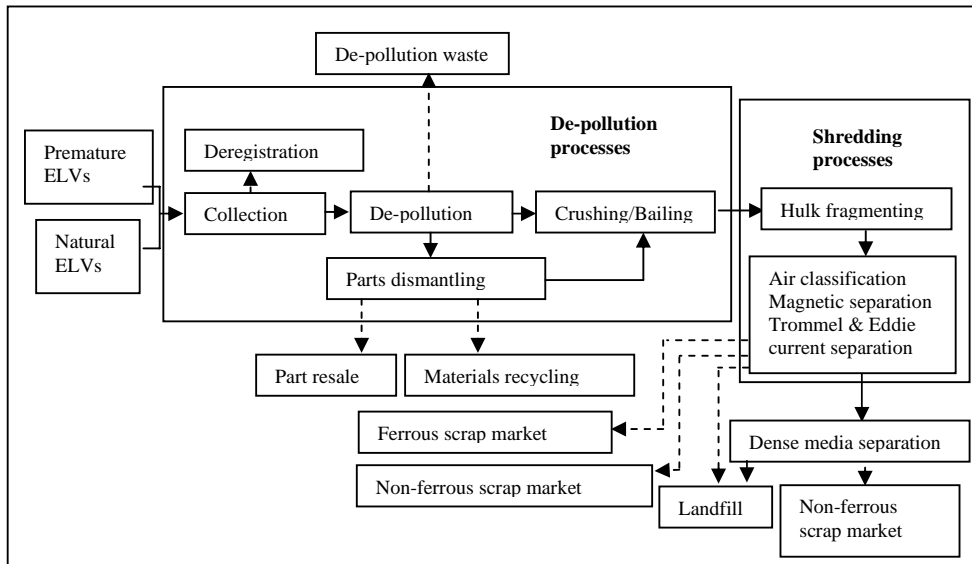 De-pollution waste
De-pollution
processes
Shredding
processes
Premature
ELVs
Natural
ELVs
Deregistration
Collection
De-pollution
Crushing/Bailing
Hulk fragmenting
Parts dismantling
Air classification
Magnetic separation
Trommel & Eddie
current separation
Part resale
Materials recycling
Ferrous scrap market
Dense media separation
Non-ferrous scrap market
Landfill
Non-ferrous
scrap market